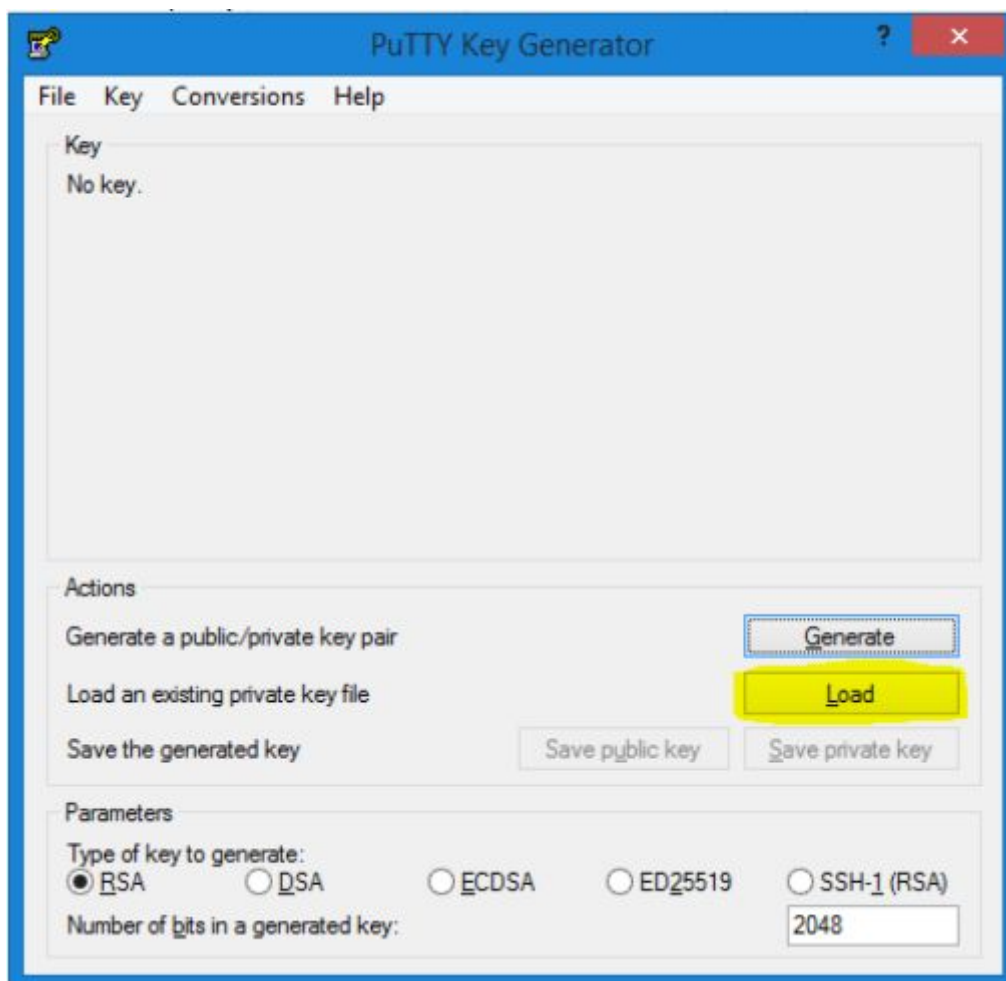 PuTTY Key Generator
?
File Key Conversions Help
Key
No key.
Actions
Generate a public/private key pair Generate
Load an existing private key file Load
Save the generated key Save public key Save private key
Parameters
Type of key to generate:
RSA DSA ECDSA ED25519 SSH-1 (RSA)
Number of bits in a generated key: 2048